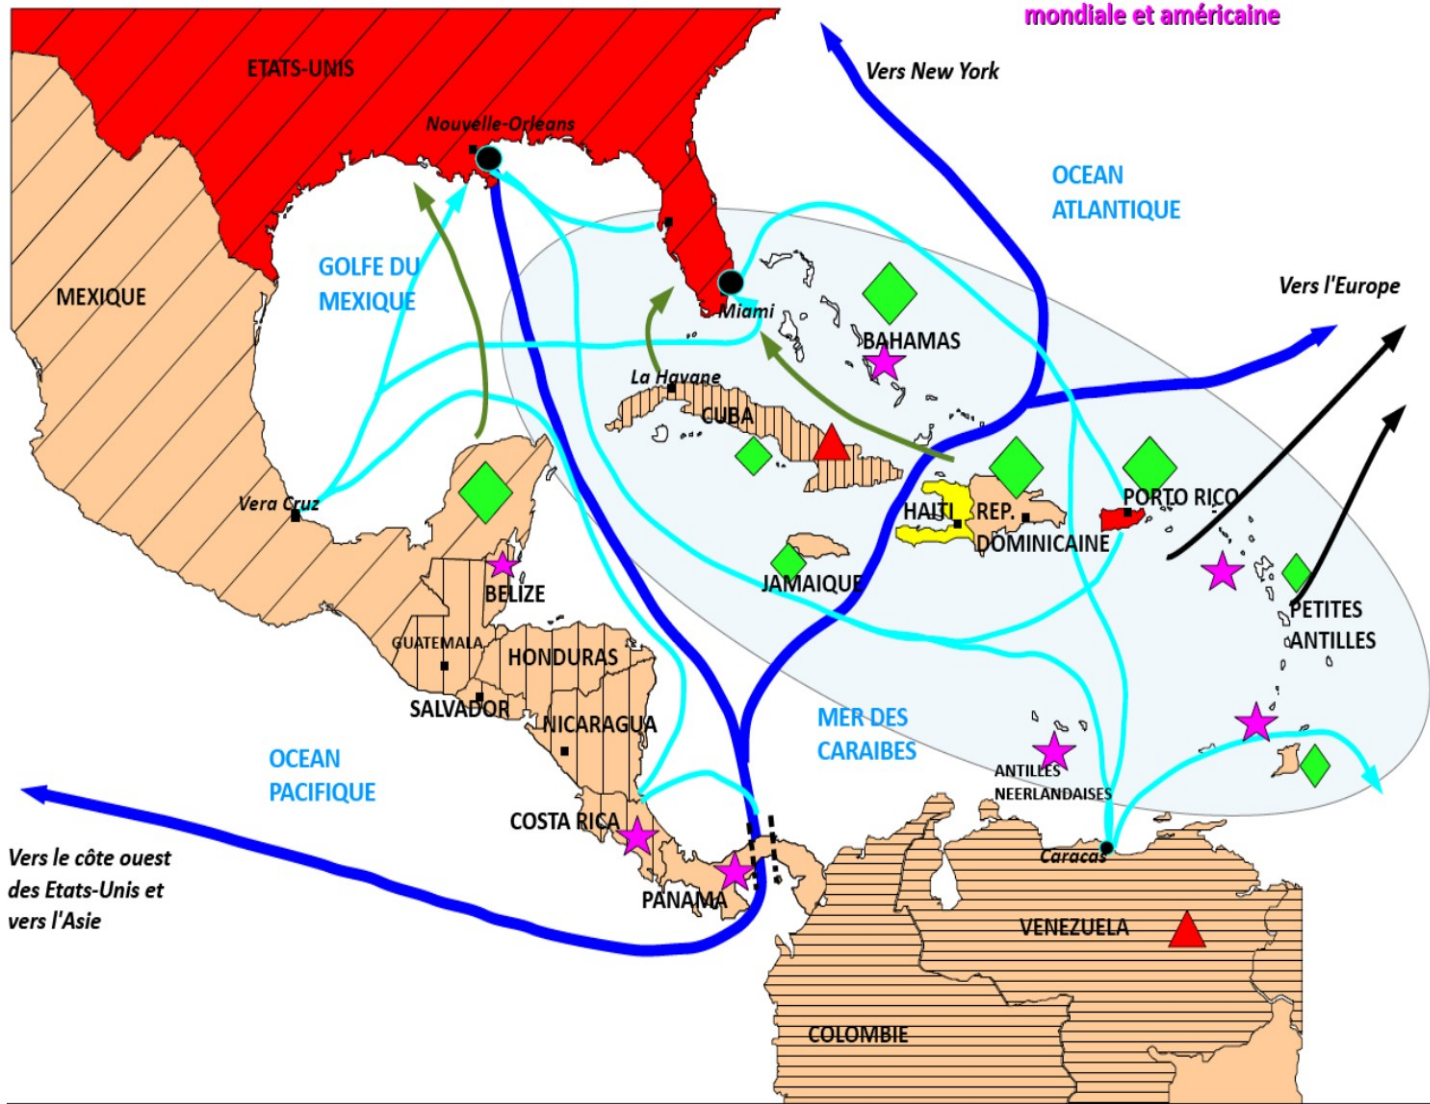 mondiale et américaine
ETATS-UNIS
Vers New York
Nouvelle-Orleans
OCEAN
ATLANTIQUE
GOLFE DU
MEXIQUE
MEXIQUE
Vers l'Europe
Miami
BAHAMAS
La Havane
CUBA
Vera Cruz
PORTO RICO
HAITI
REP.
DOMINICAINE
JAMAIQUE
BELIZE
PETITES
ANTILLES
GUATEMALA
HONDURAS
SALVADOR
NICARAGUA
MER DES
CARAIBES
OCEAN
PACIFIQUE
ANTILLES
NEERLANDAISES
COSTA RICA
Caracas
Vers le côte ouest
des Etats-Unis et
vers l'Asie
PANAMA
VENEZUELA
COLOMBIE